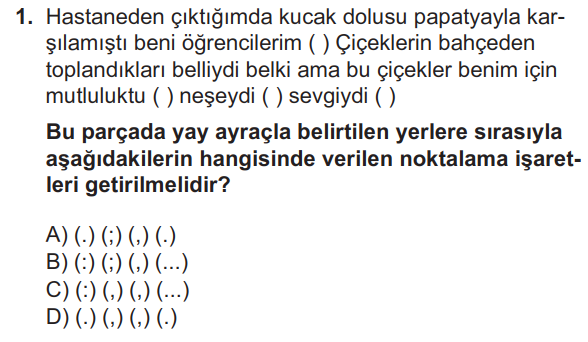 1. Hastaneden çıktığımda kucak dolusu papatyayla kar-
şılamıştı beni öğrencilerim ( ) Çiçeklerin bahçeden
toplandıkları belliydi belki ama bu çiçekler benim için
mutluluktu ( ) neşeydi ( ) sevgiydi ( )
Bu parçada yay ayraçla belirtilen yerlere sırasıyla
aşağıdakilerin hangisinde verilen noktalama işaret-
leri getirilmelidir?
A) (.) (;) (,) (.)
B) (:) (;) (,) (...)
C) (:) (,) (,) (...)
D) (.) (,) (,) (.)